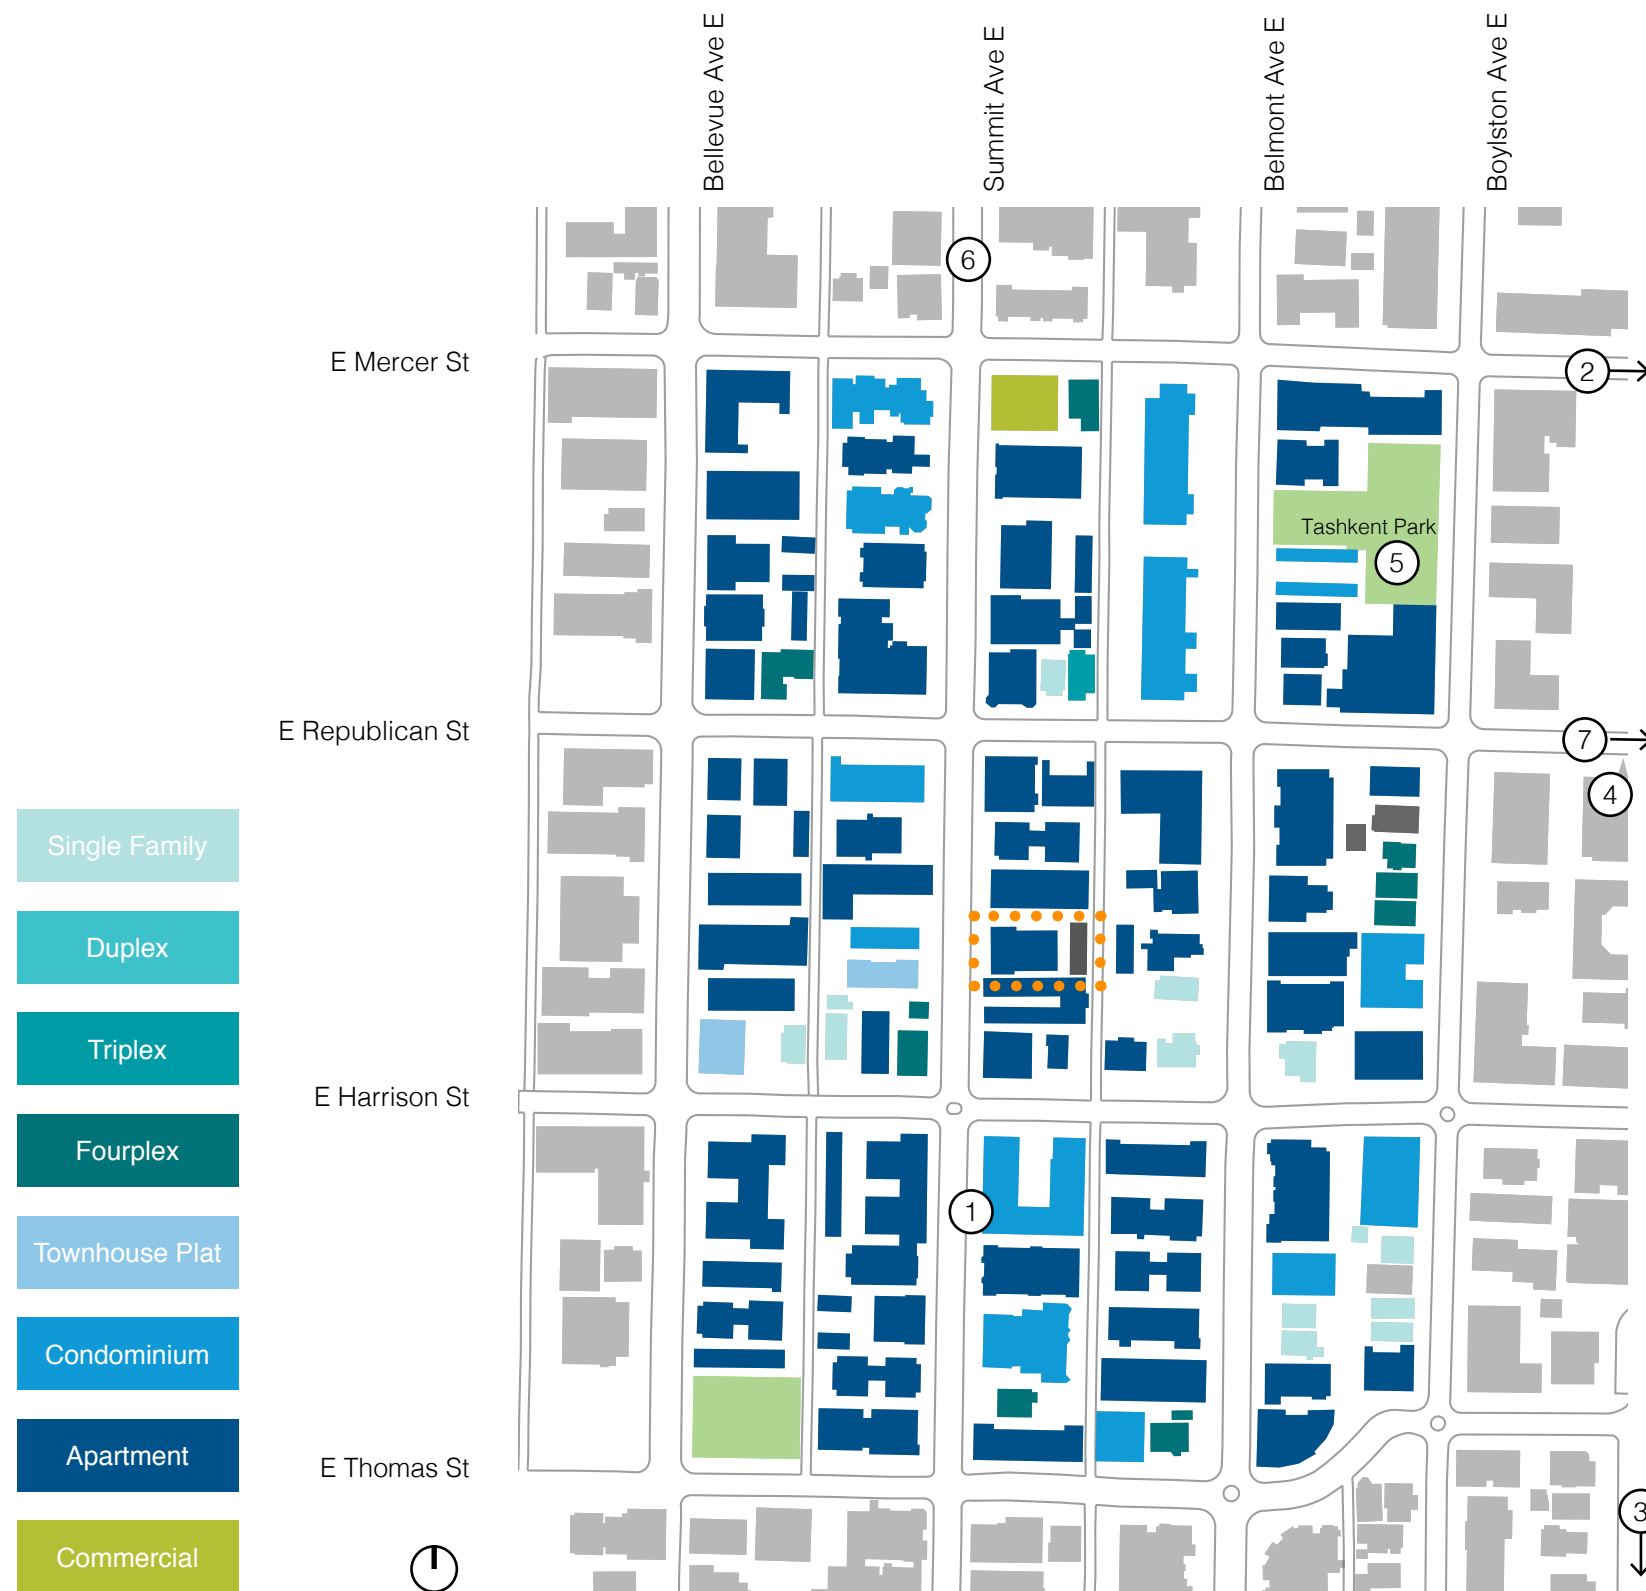 Bellevue Ave E
Summit Ave E
Belmont Ave E
Boylston Ave E
6
E Mercer St
2
Tashkent Park
5
E Republican St
7
4
Single Family
Duplex
Triplex
E Harrison St
Fourplex
1
Townhouse Plat
Condominium
Apartment
E Thomas St
3
Commercial